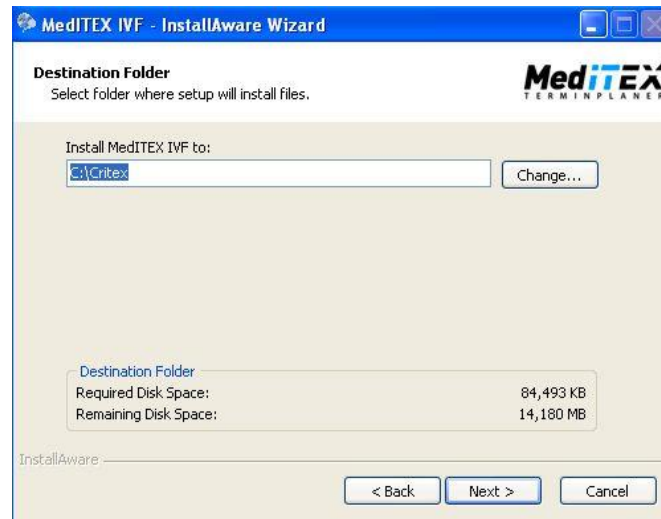 MedITEX IVF - InstallAware Wizard
Destination Folder
Select folder where setup will install files.
MedITEX
TERMINPLANER
Install MedITEX IVF to:
C:\Critex
Change...
Destination Folder
Required Disk Space: 84,493 KB
Remaining Disk Space: 14,180 MB
InstallAware
< Back Next > Cancel